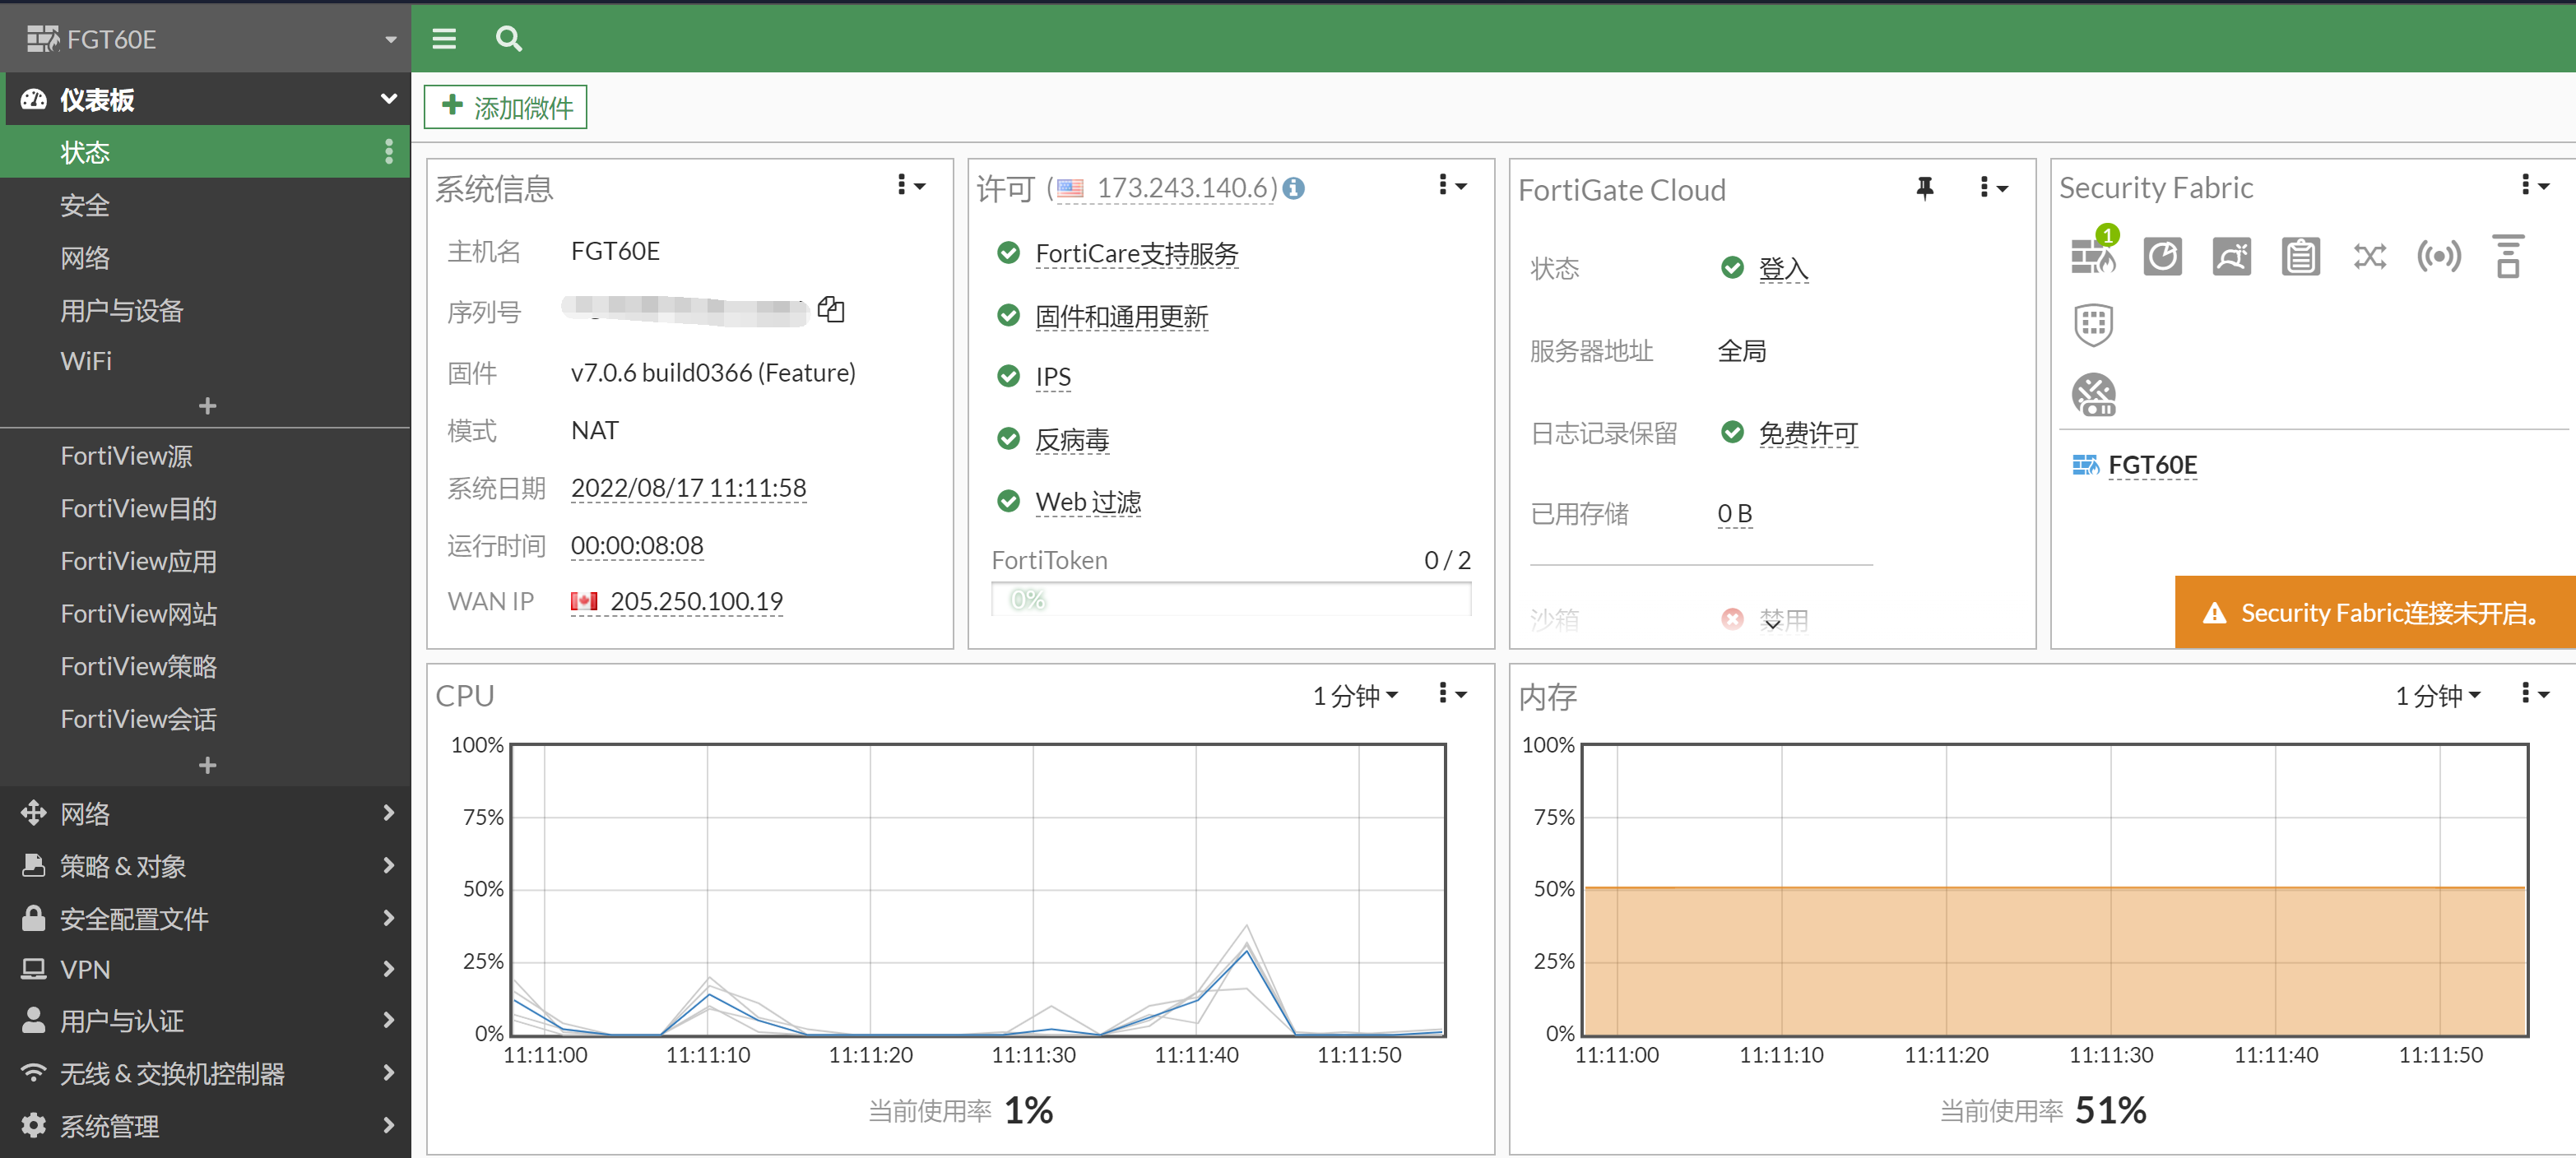 FGT60E
仪表板
状态
安全
网络
用户与设备
WiFi
FortiView源
FortiView目的
FortiView应用
FortiView网站
FortiView策略
FortiView会话
网络
策略 & 对象
安全配置文件
VPN
用户与认证
无线 & 交换机控制器
系统管理
添加微件
系统信息
主机名 FGT60E
序列号
固件 v7.0.6 build0366 (Feature)
模式 NAT
系统日期 2022/08/17 11:11:58
运行时间 00:00:08:08
WAN IP 205.250.100.19
许可 ( 173.243.140.6)
FortiCare支持服务
固件和通用更新
IPS
反病毒
Web 过滤
FortiToken 0 / 2
0%
FortiGate Cloud
状态 登入
服务器地址 全局
日志记录保留 免费许可
已用存储 0 B
沙箱 禁用
Security Fabric
1
FGT60E
Security Fabric连接未开启。
CPU 1 分钟
100%
75%
50%
25%
0%
11:11:00 11:11:10 11:11:20 11:11:30 11:11:40 11:11:50
当前使用率 1%
内存 1 分钟
100%
75%
50%
25%
0%
11:11:00 11:11:10 11:11:20 11:11:30 11:11:40 11:11:50
当前使用率 51%